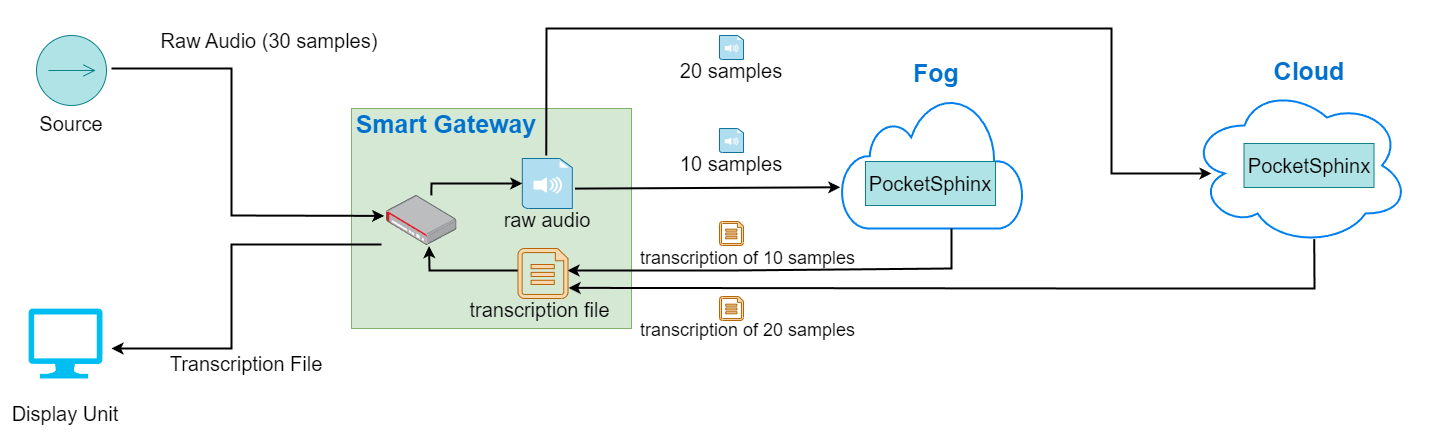 Raw Audio (30 samples)
Source
20 samples
Fog
Cloud
Smart Gateway
10 samples
PocketSphinx
PocketSphinx
raw audio
transcription of 10 samples
transcription file
transcription of 20 samples
Transcription File
Display Unit